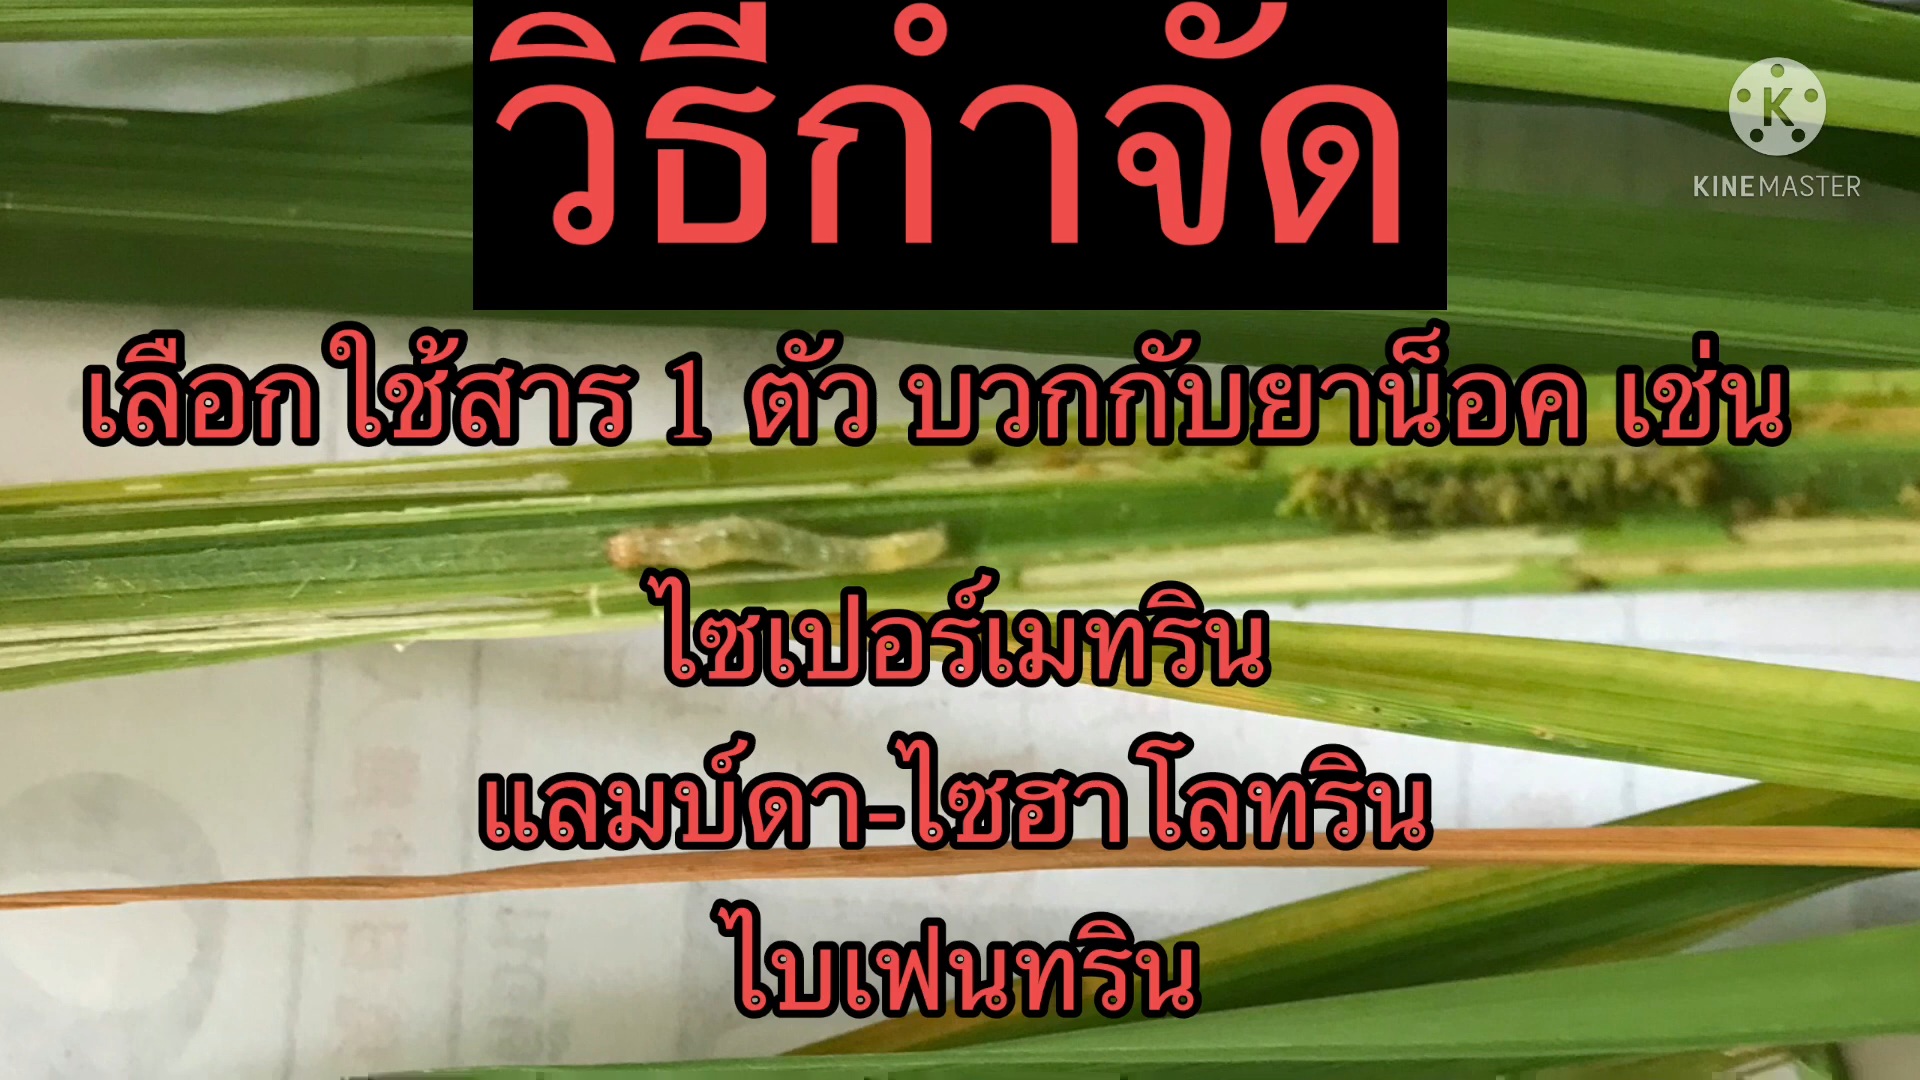 วิธีกำจัด
KINEMASTER
เลือกใช้สาร 1 ตัว บวกกับยาน็อค เช่น
ไซเปอร์เมทริน
แลมบ์ดา-ไซฮาโลทริน
ไบเฟนทริน